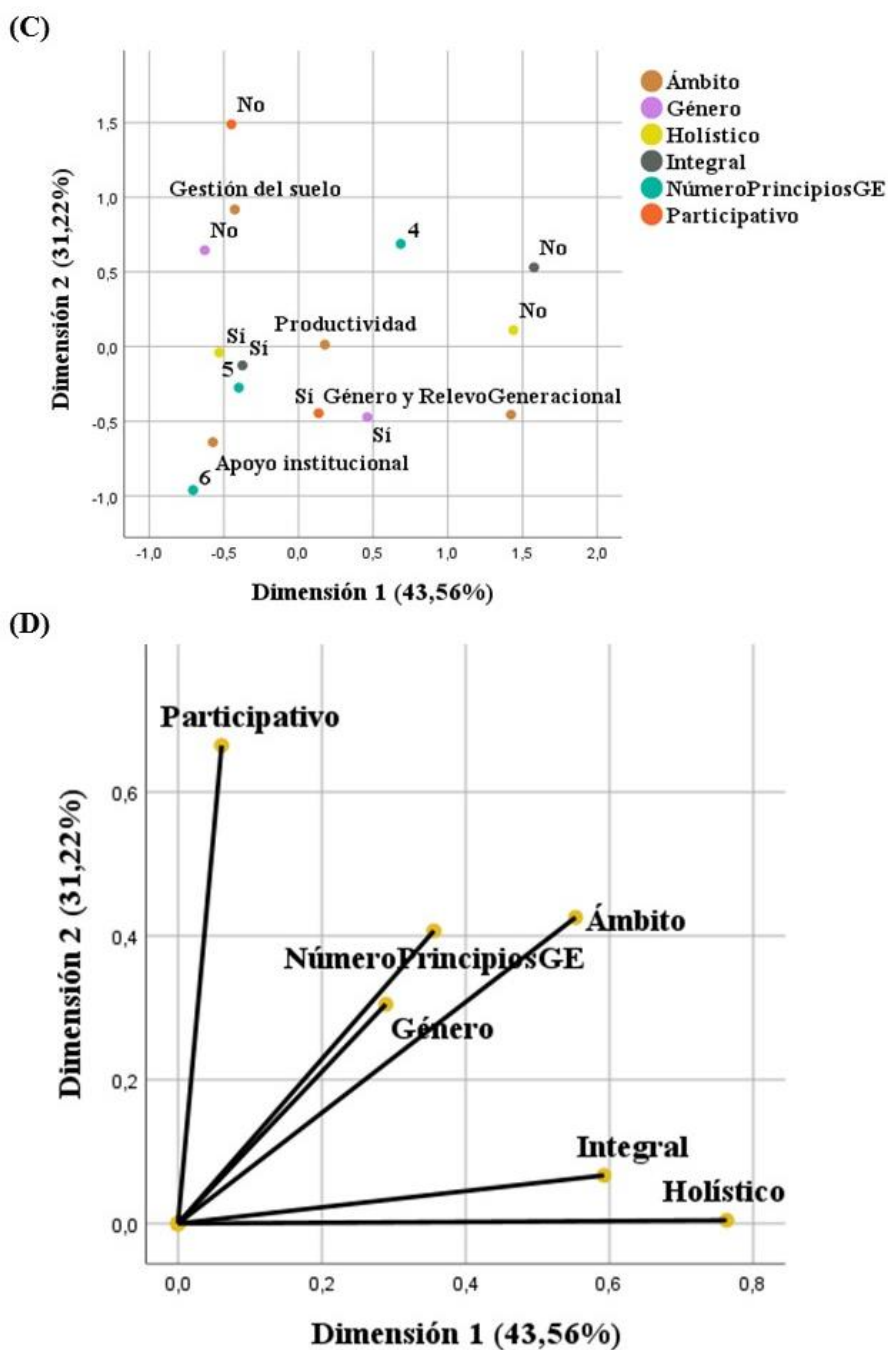 (C)
No
Gestión del suelo
No
4
No
No
Productividad
Sí
Sí
5
Sí Género y RelevoGeneracional
Sí
Apoyo institucional
6
1,5
1,0
0,5
0,0
-0,5
-1,0
Dimensión 2 (31,22%)
-1,0 -0,5 0,0 0,5 1,0 1,5 2,0
Dimensión 1 (43,56%)
Ámbito
Género
Holístico
Integral
NúmeroPrincipiosGE
Participativo
(D)
Participativo
Ámbito
NúmeroPrincipiosGE
Género
Integral
Holístico
0,6
0,4
0,2
0,0
Dimensión 2 (31,22%)
0,0 0,2 0,4 0,6 0,8
Dimensión 1 (43,56%)